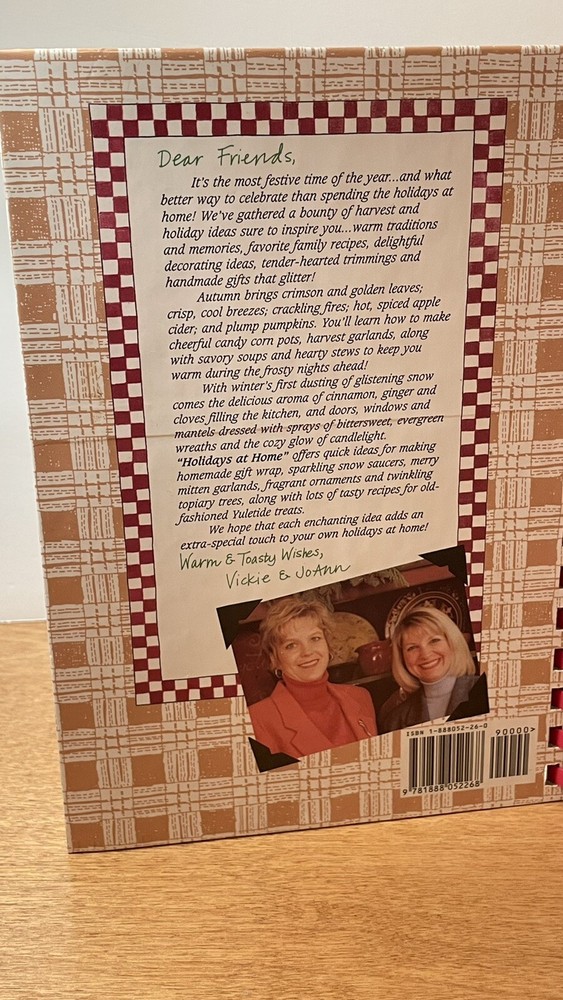 Dear Friends,
It's the most festive time of the year...and what
better way to celebrate than spending the holidays at
home! We've gathered a bounty of harvest and
holiday ideas sure to inspire you...warm traditions
and memories, favorite family recipes, delightful
decorating ideas, tender-hearted trimmings and
handmade gifts that glitter!
Autumn brings crimson and golden leaves;
crisp, cool breezes; crackling fires; hot, spiced apple
cider; and plump pumpkins. You'll learn how to make
cheerful candy corn pots, harvest garlands, along
with savory soups and hearty stews to keep you
warm during the frosty nights ahead!
With winter's first dusting of glistening snow
comes the delicious aroma of cinnamon, ginger and
cloves filling the kitchen, and doors, windows and
mantels dressed with sprays of bittersweet, evergreen
wreaths and the cozy glow of candlelight.
"Holidays at Home" offers quick ideas for making
homemade gift wrap, sparkling snow saucers, merry
mitten garlands, fragrant ornaments and twinkling
topiary trees, along with lots of tasty recipes for old-
fashioned Yuletide treats.
We hope that each enchanting idea adds an
extra-special touch to your own holidays at home!
Warm & Toasty Wishes,
Vickie & JoAnn
ISBN 1-888052-26-0
90000>
9 781888 052268